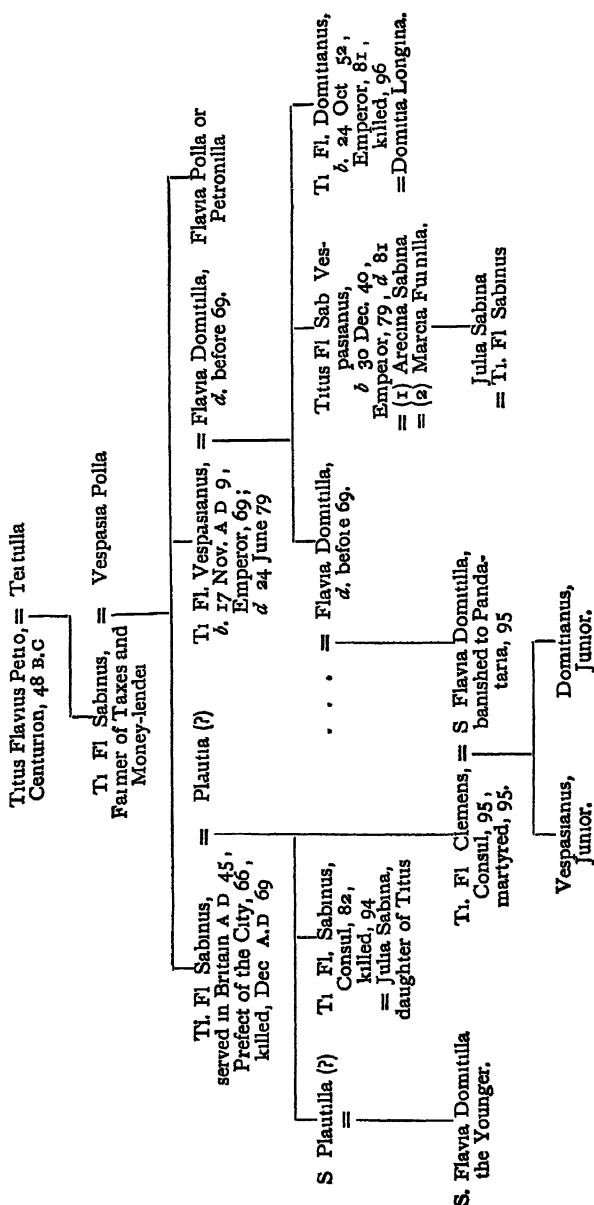 Titus Flavius Petro, = Tertulla
Centurion, 48 B.C
Ti Fl Sabinus, = Vespasia Polla
Farmer of Taxes and
Money-lender
Ti. Fl Sabinus, = Plautia (?)
served in Britain A D 45,
Prefect of the City, 66,
killed, Dec A.D 69
Ti Fl. Vespasianus, = Flavia Domitilla,
b. 17 Nov. A D 9, d. before 69.
Emperor, 69;
d 24 June 79
Flavia Polla or
Petronilla
S Plautilla (?)
=
Ti Fl. Sabinus,
Consul, 82,
killed, 94
= Julia Sabina,
daughter of Titus
. . . = Flavia Domitilla,
d. before 69.
Titus Fl Sab Ves-
pasianus,
b 30 Dec. 40,
Emperor, 79, d 81
= (1) Arecina Sabina
= (2) Marcia Furnilla.
Ti Fl. Domitianus,
b. 24 Oct 52,
Emperor, 81,
killed, 96
= Domitia Longina.
S. Flavia Domitilla
the Younger.
Ti. Fl Clemens, = S Flavia Domitilla,
Consul, 95, banished to Panda-
martyred, 95. taria, 95
Julia Sabina
= Ti. Fl Sabinus
Vespasianus,
Junior.
Domitianus,
Junior.